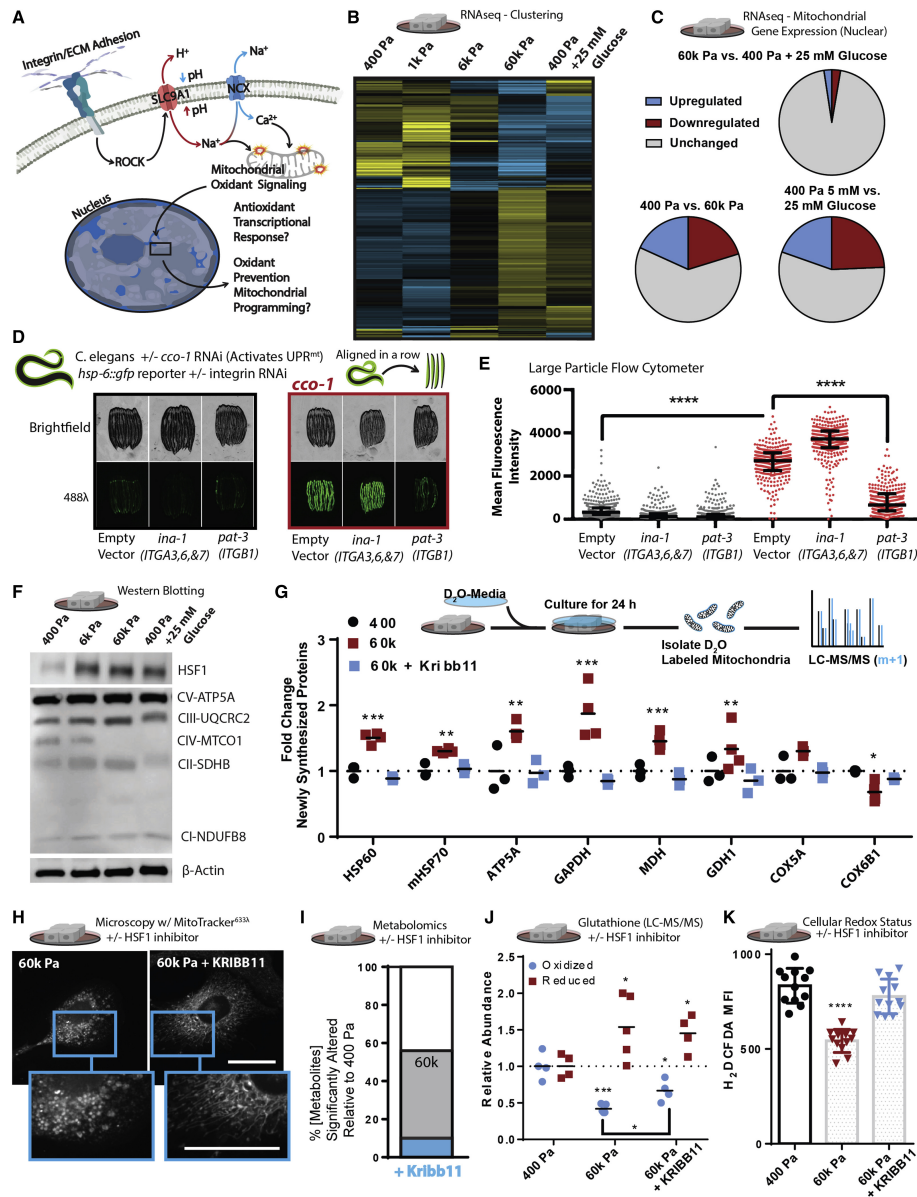 A
Integrin/ECM Adhesion
H⁺
Na⁺
pH
SLC9A1
NCX
pH
Ca²⁺
ROCK
Na⁺
Mitochondrial
Oxidant Signaling
Nucleus
Antioxidant
Transcriptional
Response?
Oxidant
Prevention
Mitochondrial
Programming?
B
RNAseq - Clustering
400 Pa
1k Pa
6k Pa
60k Pa
400 Pa
+25 mM
Glucose
C
RNAseq - Mitochondrial
Gene Expression (Nuclear)
60k Pa vs. 400 Pa + 25 mM Glucose
Upregulated
Downregulated
Unchanged
400 Pa vs. 60k Pa
400 Pa 5 mM vs.
25 mM Glucose
D
C. elegans +/- cco-1 RNAi (Activates UPRᵐᵗ)
hsp-6::gfp reporter +/- integrin RNAi
Aligned in a row
cco-1
Brightfield
488λ
Empty
Vector
ina-1
(ITGA3,6,&7)
pat-3
(ITGB1)
Empty
Vector
ina-1
(ITGA3,6,&7)
pat-3
(ITGB1)
E
Large Particle Flow Cytometer
Mean Fluroescence
Intensity
6000
4000
2000
0
****
****
Empty
Vector
ina-1
(ITGA3,6,&7)
pat-3
(ITGB1)
Empty
Vector
ina-1
(ITGA3,6,&7)
pat-3
(ITGB1)
F
Western Blotting
400 Pa
6k Pa
60k Pa
400 Pa
+25 mM
Glucose
HSF1
CV-ATP5A
CIII-UQCRC2
CIV-MTCO1
CII-SDHB
CI-NDUFB8
β-Actin
G
D₂O-Media
Culture for 24 h
Isolate D₂O
Labeled Mitochondria
LC-MS/MS (m+1)
400
60k
60k + Kribb11
Fold Change
Newly Synthesized Proteins
3
2
1
0
***
**
**
***
***
**
*
HSP60
mHSP70
ATP5A
GAPDH
MDH
GDH1
COX5A
COX6B1
H
Microscopy w/ MitoTracker⁶³³λ
+/- HSF1 inhibitor
60k Pa
60k Pa + KRIBB11
I
Metabolomics
+/- HSF1 inhibitor
% [Metabolites]
Significantly Altered
Relative to 400 Pa
100
80
60
40
20
0
60k
+ Kribb11
J
Glutathione (LC-MS/MS)
+/- HSF1 inhibitor
Oxidized
Reduced
Relative Abundance
2.5
2.0
1.5
1.0
0.5
0.0
***
*
*
*
*
400 Pa
60k Pa
60k Pa
+ KRIBB11
K
Cellular Redox Status
+/- HSF1 inhibitor
H₂DCFDA MFI
1000
500
0
****
400 Pa
60k Pa
60k Pa
+ KRIBB11